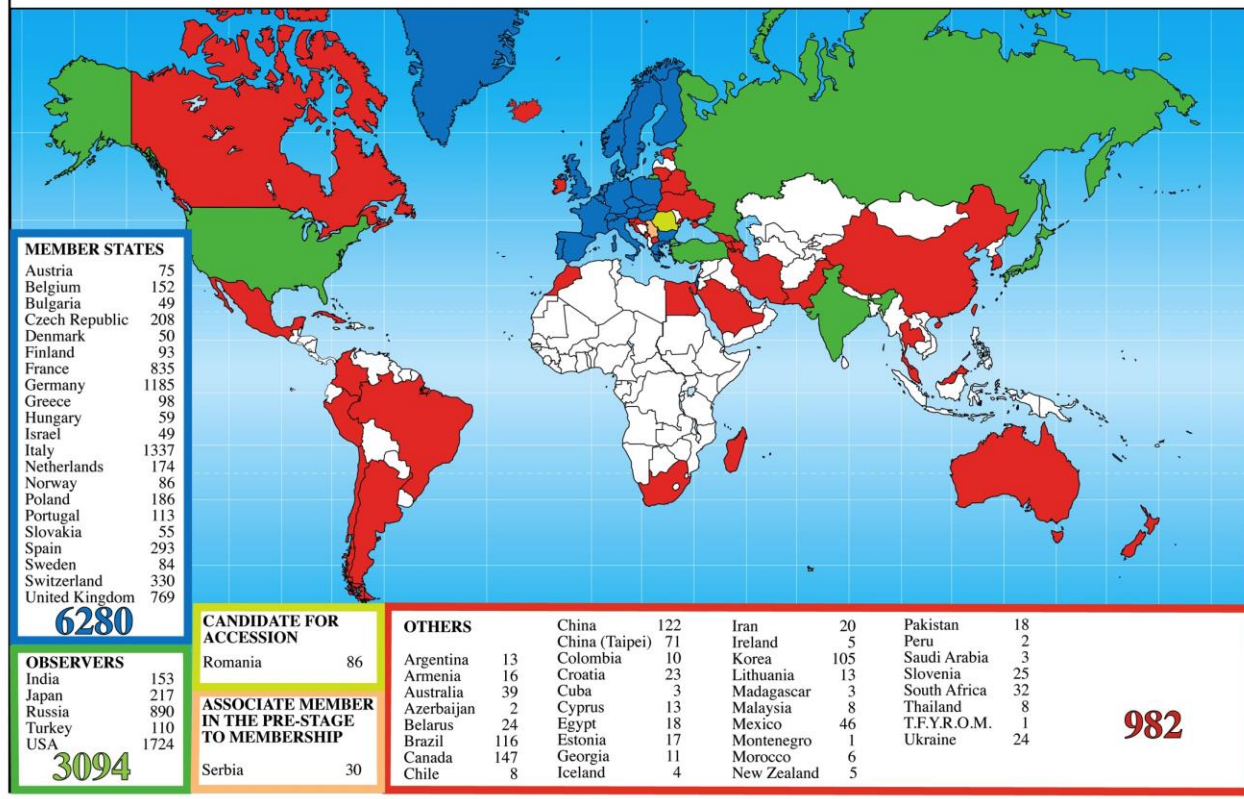 MEMBER STATES
Austria 75
Belgium 152
Bulgaria 49
Czech Republic 208
Denmark 50
Finland 93
France 835
Germany 1185
Greece 98
Hungary 59
Israel 49
Italy 1337
Netherlands 174
Norway 86
Poland 186
Portugal 113
Slovakia 55
Spain 293
Sweden 84
Switzerland 330
United Kingdom 769
6280
OBSERVERS
India 153
Japan 217
Russia 890
Turkey 110
USA 1724
3094
CANDIDATE FOR
ACCESSION
Romania 86
ASSOCIATE MEMBER
IN THE PRE-STAGE
TO MEMBERSHIP
Serbia 30
OTHERS
Argentina 13
Armenia 16
Australia 39
Azerbaijan 2
Belarus 24
Brazil 116
Canada 147
Chile 8
China 122
China (Taipei) 71
Colombia 10
Croatia 23
Cuba 3
Cyprus 13
Egypt 18
Estonia 17
Georgia 11
Iceland 4
Iran 20
Ireland 5
Korea 105
Lithuania 13
Madagascar 3
Malaysia 8
Mexico 46
Montenegro 1
Morocco 6
New Zealand 5
Pakistan 18
Peru 2
Saudi Arabia 3
Slovenia 25
South Africa 32
Thailand 8
T.F.Y.R.O.M. 1
Ukraine 24
982